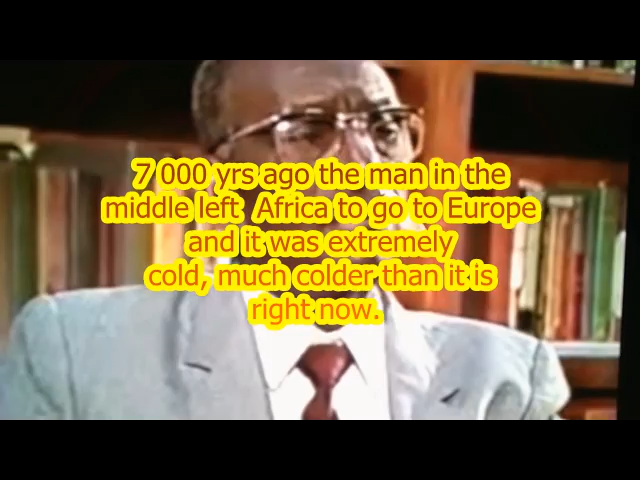 7 000 yrs ago the man in the
middle left Africa to go to Europe
and it was extremely
cold, much colder than it is
right now.